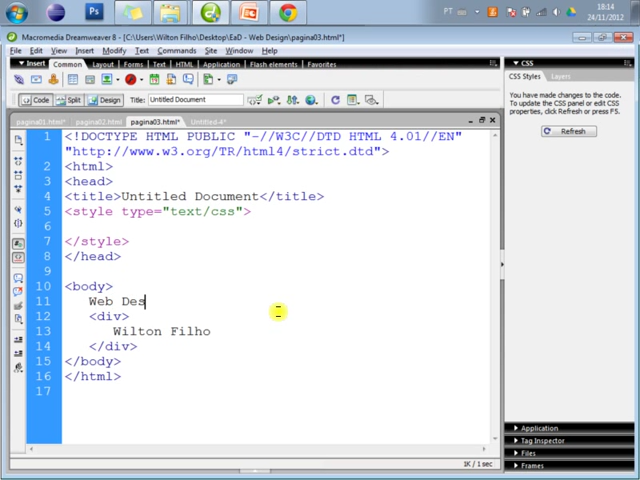 PT
18:14
24/11/2012
Macromedia Dreamweaver 8 - [C:\Users\Wilton Filho\Desktop\EaD - Web Design\pagina03.html*]
File Edit View Insert Modify Text Commands Site Window Help
Insert Common Layout Forms Text HTML Application Flash elements Favorites
Code Split Design Title: Untitled Document
pagina01.html* pagina02.html pagina03.html* Untitled-4*
1 <!DOCTYPE HTML PUBLIC "-//W3C//DTD HTML 4.01//EN"
"http://www.w3.org/TR/html4/strict.dtd">
2 <html>
3 <head>
4 <title>Untitled Document</title>
5 <style type="text/css">
6
7 </style>
8 </head>
9
10 <body>
11 Web Des
12 <div>
13 Wilton Filho
14 </div>
15 </body>
16 </html>
17
1K / 1 sec
CSS
CSS Styles Layers
You have made changes to the code.
To update the CSS panel or edit CSS
properties, click Refresh or press F5.
Refresh
Application
Tag Inspector
Files
Frames